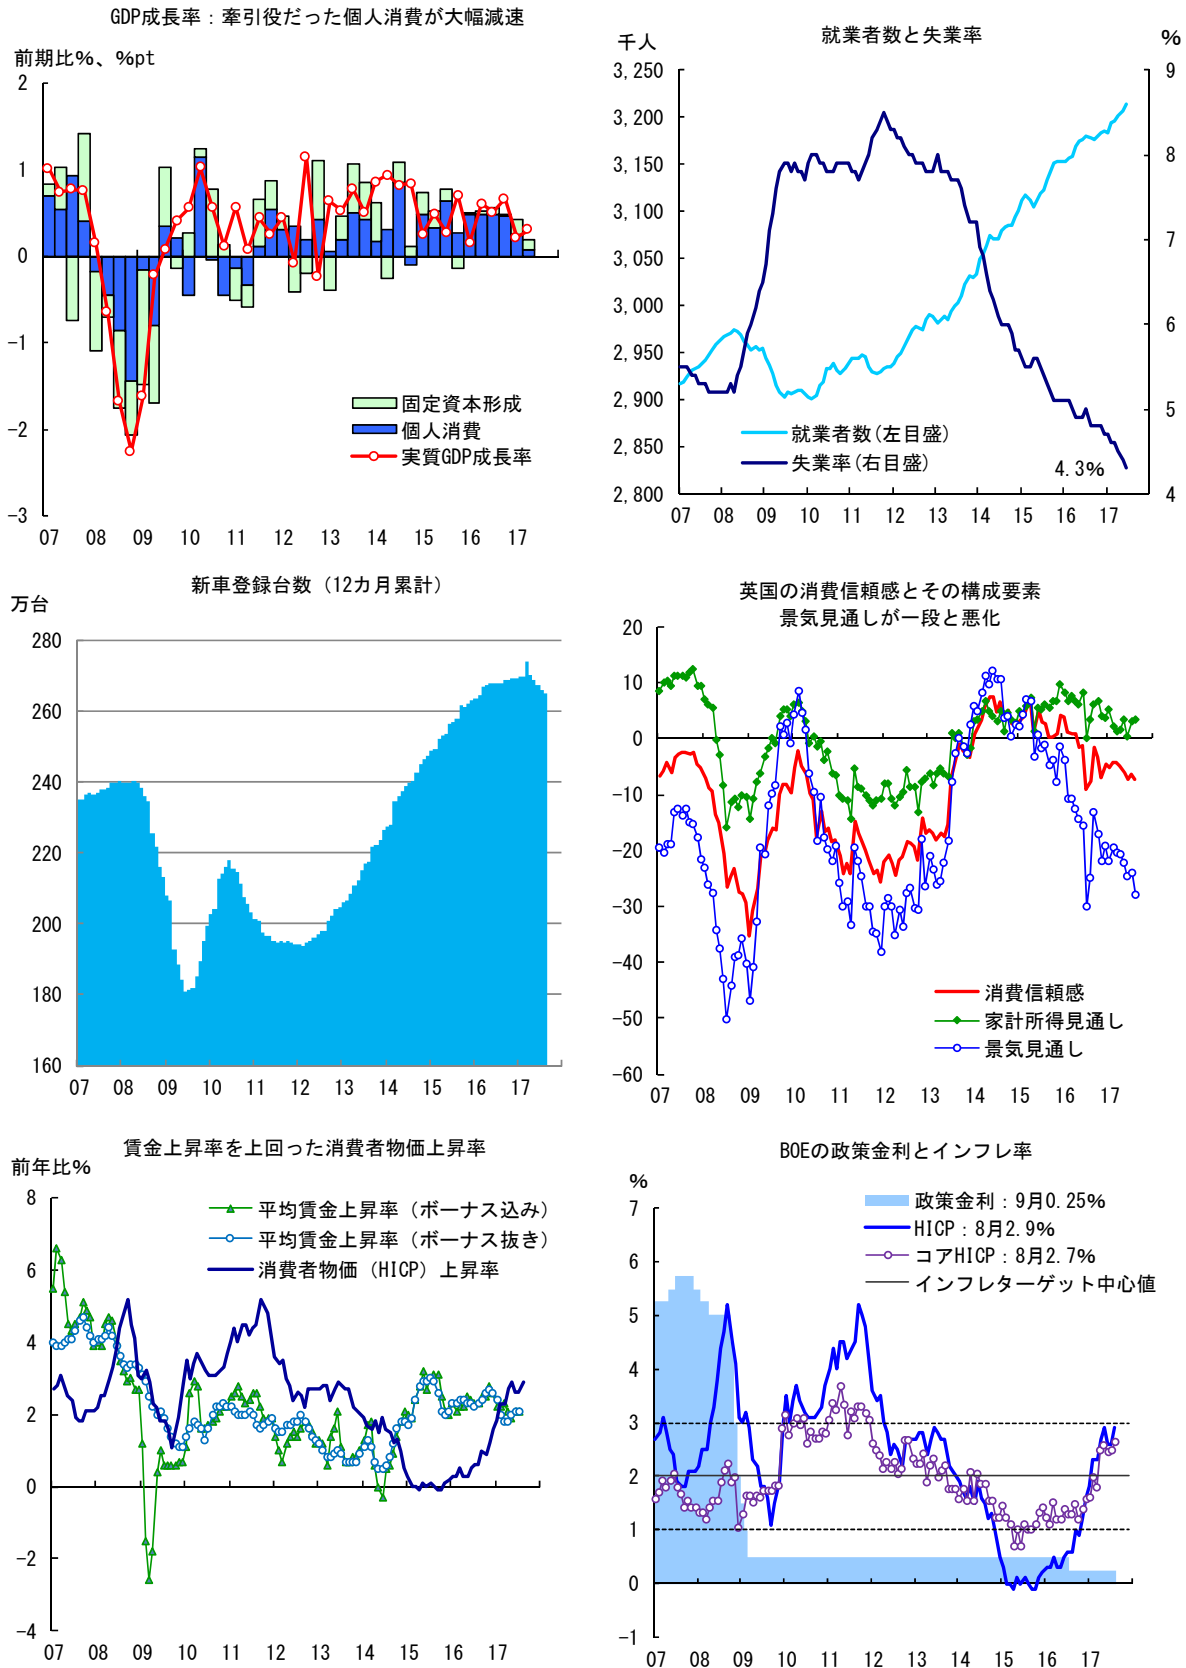 GDP成長率：牽引役だった個人消費が大幅減速
前期比%、%pt
2
1
0
−1
−2
−3
固定資本形成
個人消費
実質GDP成長率
07 08 09 10 11 12 13 14 15 16 17
就業者数と失業率
千人
%
3,250
3,200
3,150
3,100
3,050
3,000
2,950
2,900
2,850
2,800
9
8
7
6
5
4
就業者数(左目盛)
失業率(右目盛)
4.3%
07 08 09 10 11 12 13 14 15 16 17
新車登録台数（12カ月累計）
万台
280
260
240
220
200
180
160
07 08 09 10 11 12 13 14 15 16 17
英国の消費信頼感とその構成要素
景気見通しが一段と悪化
20
10
0
−10
−20
−30
−40
−50
−60
消費信頼感
家計所得見通し
景気見通し
07 08 09 10 11 12 13 14 15 16 17
賃金上昇率を上回った消費者物価上昇率
前年比%
8
6
4
2
0
−2
−4
平均賃金上昇率（ボーナス込み）
平均賃金上昇率（ボーナス抜き）
消費者物価（HICP）上昇率
07 08 09 10 11 12 13 14 15 16 17
BOEの政策金利とインフレ率
%
7
6
5
4
3
2
1
0
−1
政策金利：9月0.25%
HICP：8月2.9%
コアHICP：8月2.7%
インフレターゲット中心値
07 08 09 10 11 12 13 14 15 16 17